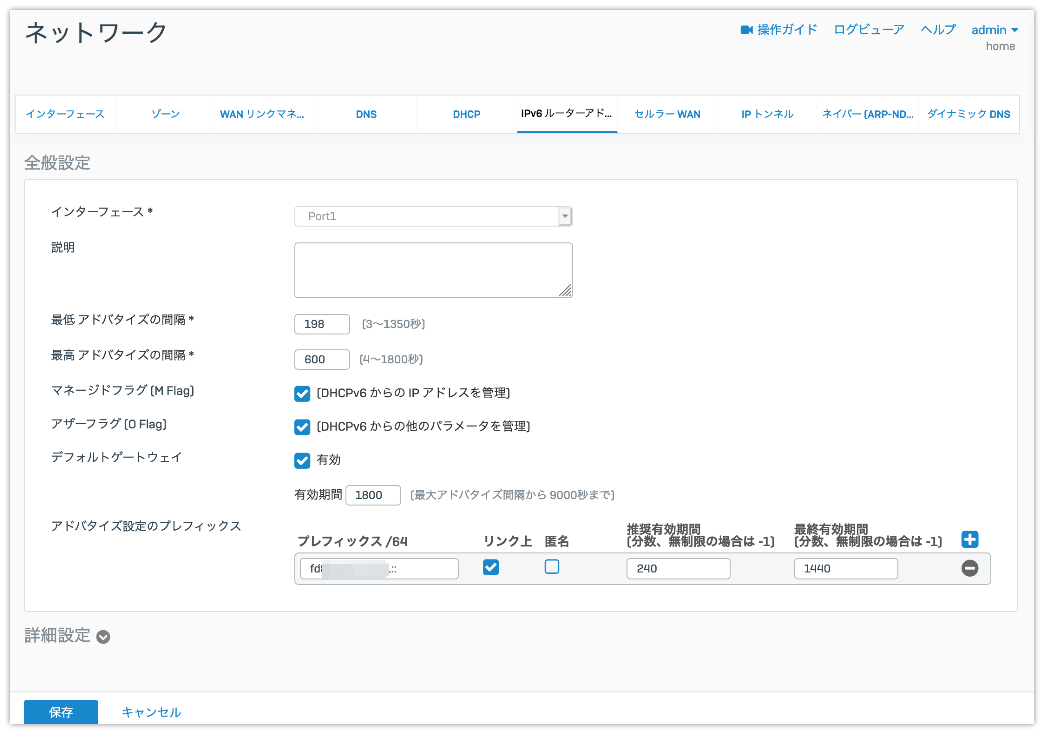 ネットワーク
操作ガイド ログビューア ヘルプ admin
home
インターフェース ゾーン WAN リンクマネ... DNS DHCP IPv6 ルーターアド... セルラー WAN IP トンネル ネイバー (ARP-ND... ダイナミック DNS
全般設定
インターフェース * Port1
説明
最低 アドバタイズの間隔 * 198 (3～1350秒)
最高 アドバタイズの間隔 * 600 (4～1800秒)
マネージドフラグ (M Flag) (DHCPv6 からの IP アドレスを管理)
アザーフラグ (O Flag) (DHCPv6 からの他のパラメータを管理)
デフォルトゲートウェイ 有効
有効期間 1800 (最大アドバタイズ間隔から 9000秒まで)
アドバタイズ設定のプレフィックス
プレフィックス /64 リンク上 匿名 推奨有効期間 最終有効期間
(分数、無制限の場合は -1) (分数、無制限の場合は -1)
:: 240 1440
詳細設定
保存 キャンセル